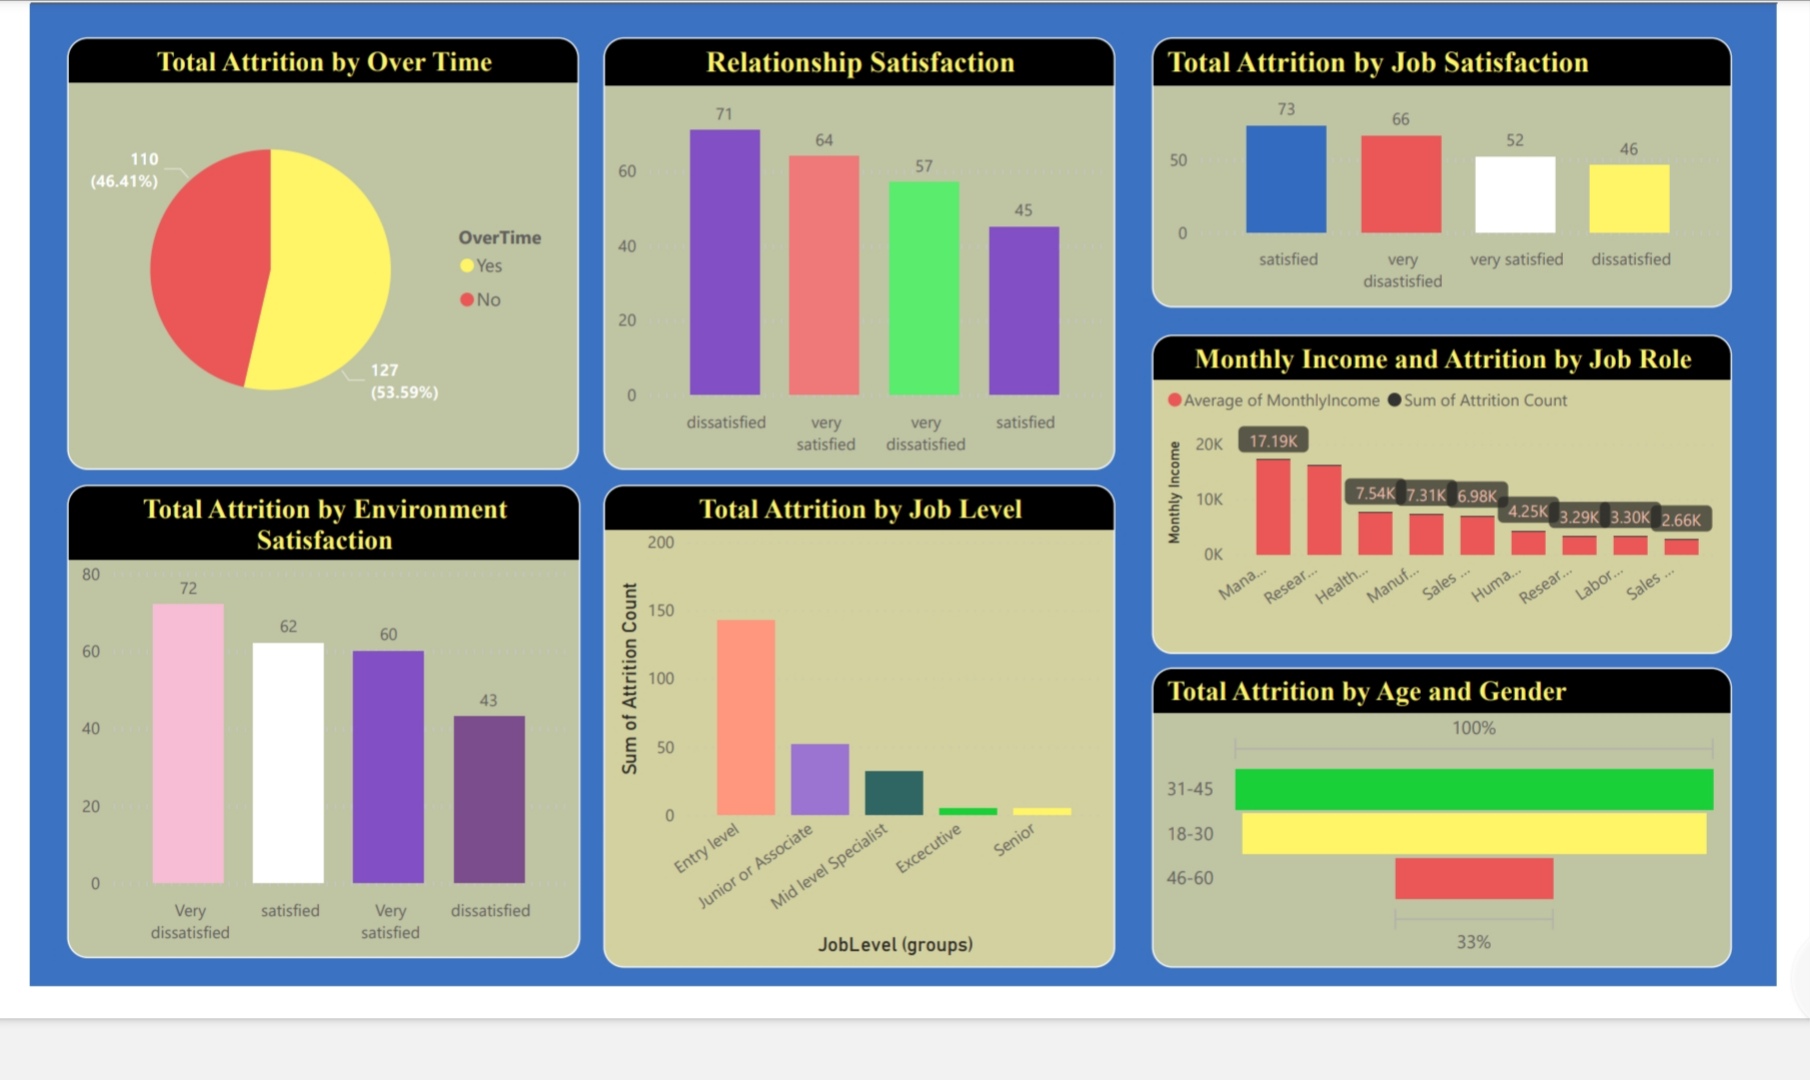 Total Attrition by Over Time
110
(46.41%)
OverTime
Yes
No
127
(53.59%)
Relationship Satisfaction
71
64
57
45
60
40
20
0
dissatisfied
very
satisfied
very
dissatisfied
satisfied
Total Attrition by Job Satisfaction
73
66
52
46
50
0
satisfied
very
disastisfied
very satisfied
dissatisfied
Monthly Income and Attrition by Job Role
Average of MonthlyIncome
Sum of Attrition Count
Monthly Income
20K
10K
0K
17.19K
7.54K
7.31K
6.98K
4.25K
3.29K
3.30K
2.66K
Mana...
Resear...
Health...
Manuf...
Sales ...
Huma...
Resear...
Labor...
Sales ...
Total Attrition by Environment
Satisfaction
80
60
40
20
0
72
62
60
43
Very
dissatisfied
satisfied
Very
satisfied
dissatisfied
Total Attrition by Job Level
Sum of Attrition Count
200
150
100
50
0
Entry level
Junior or Associate
Mid level Specialist
Excecutive
Senior
JobLevel (groups)
Total Attrition by Age and Gender
100%
31-45
18-30
46-60
33%